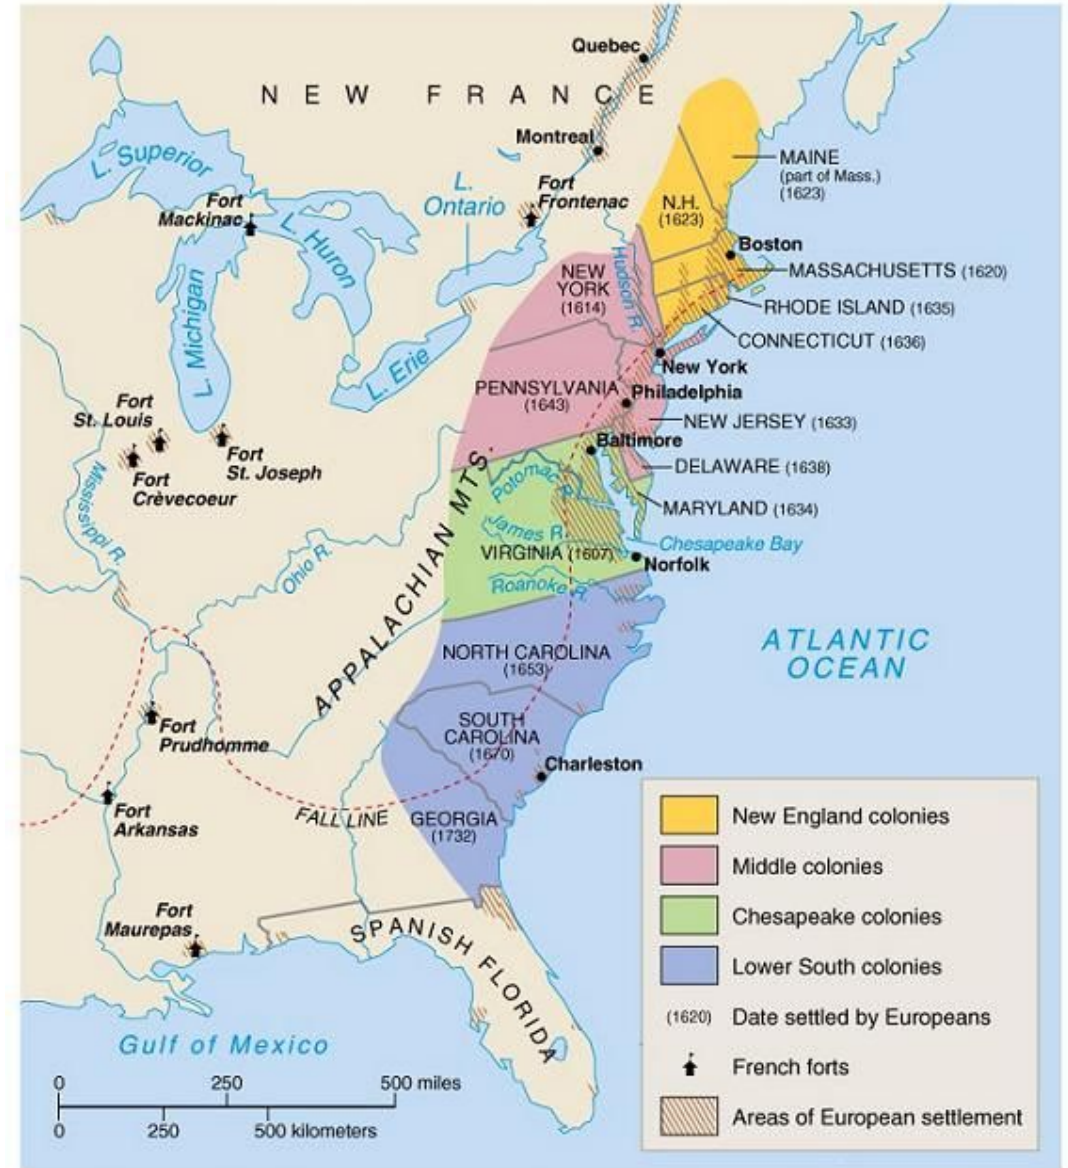 Quebec
NEW FRANCE
Montreal
L. Superior
Fort
Mackinac
L. Huron
L.
Ontario
Fort
Frontenac
MAINE
(part of Mass.)
(1623)
N.H.
(1623)
Boston
MASSACHUSETTS (1620)
RHODE ISLAND (1635)
CONNECTICUT (1636)
Hudson R.
NEW
YORK
(1614)
L. Michigan
L. Erie
New York
PENNSYLVANIA
(1643)
Philadelphia
NEW JERSEY (1633)
Fort
St. Louis
Fort
St. Joseph
Fort
Crèvecoeur
Baltimore
DELAWARE (1638)
MARYLAND (1634)
Mississippi R.
Ohio R.
APPALACHIAN MTS.
Potomac R.
James R.
VIRGINIA (1607)
Chesapeake Bay
Norfolk
Roanoke R.
ATLANTIC
OCEAN
NORTH CAROLINA
(1653)
SOUTH
CAROLINA
(1670)
Charleston
Fort
Prudhomme
Fort
Arkansas
FALL LINE
GEORGIA
(1732)
Fort
Maurepas
SPANISH FLORIDA
Gulf of Mexico
0 250 500 miles
0 250 500 kilometers
New England colonies
Middle colonies
Chesapeake colonies
Lower South colonies
(1620) Date settled by Europeans
French forts
Areas of European settlement